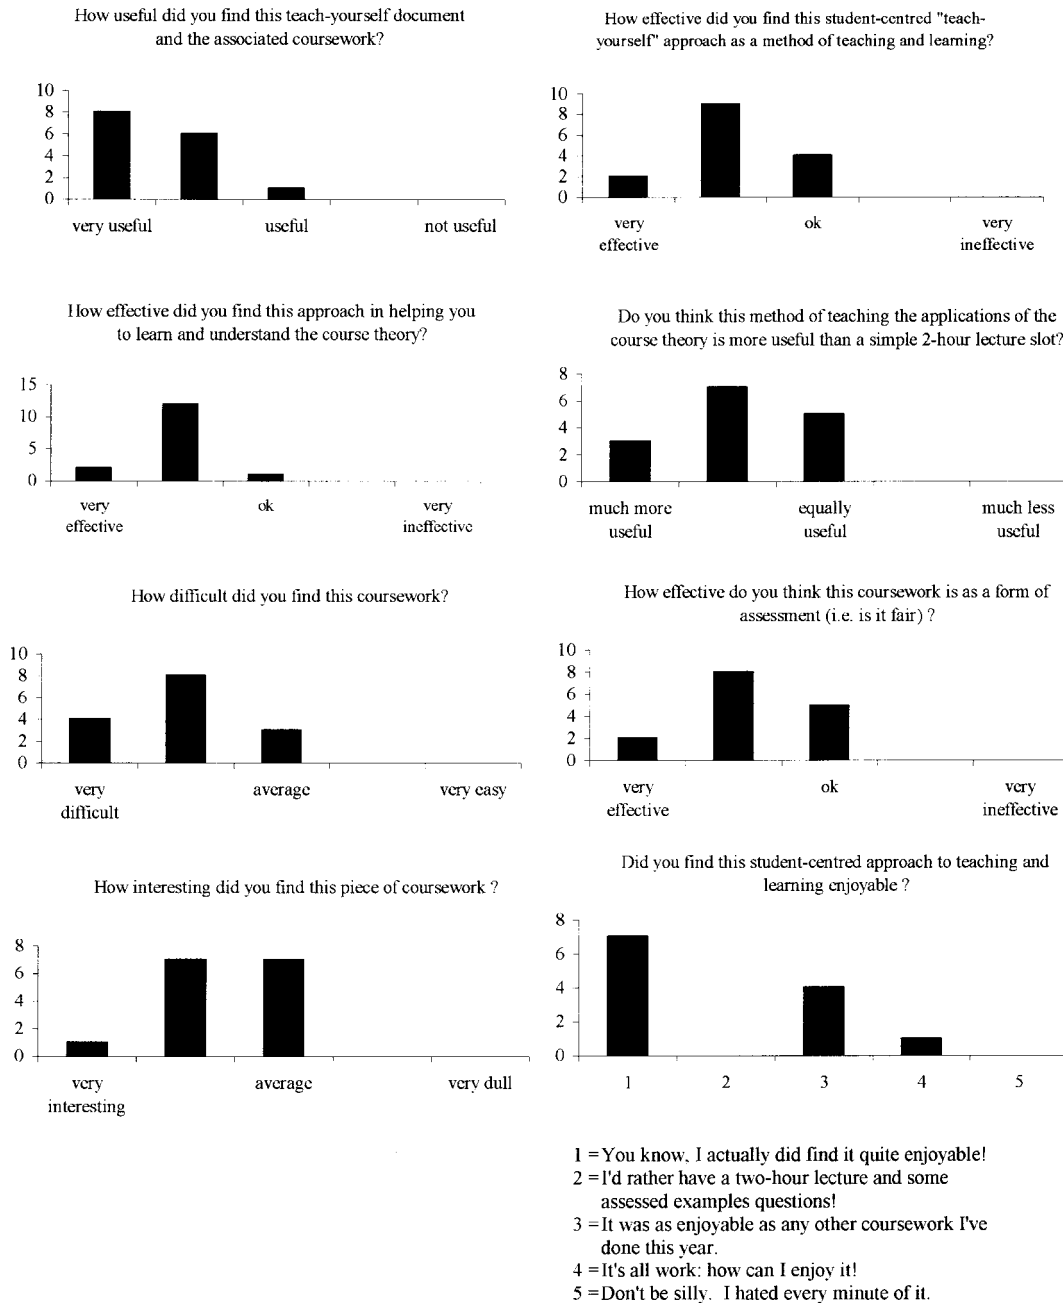 How useful did you find this teach-yourself document
and the associated coursework?
10
8
6
4
2
0
very useful
useful
not useful
How effective did you find this student-centred "teach-
yourself" approach as a method of teaching and learning?
10
8
6
4
2
0
very
effective
ok
very
ineffective
How effective did you find this approach in helping you
to learn and understand the course theory?
15
10
5
0
very
effective
ok
very
ineffective
Do you think this method of teaching the applications of the
course theory is more useful than a simple 2-hour lecture slot?
8
6
4
2
0
much more
useful
equally
useful
much less
useful
How difficult did you find this coursework?
10
8
6
4
2
0
very
difficult
average
very easy
How effective do you think this coursework is as a form of
assessment (i.e. is it fair) ?
10
8
6
4
2
0
very
effective
ok
very
ineffective
How interesting did you find this piece of coursework ?
8
6
4
2
0
very
interesting
average
very dull
Did you find this student-centred approach to teaching and
learning enjoyable ?
8
6
4
2
0
1
2
3
4
5
1 =You know, I actually did find it quite enjoyable!
2 =I'd rather have a two-hour lecture and some
assessed examples questions!
3 =It was as enjoyable as any other coursework I've
done this year.
4 =It's all work: how can I enjoy it!
5 =Don't be silly. I hated every minute of it.